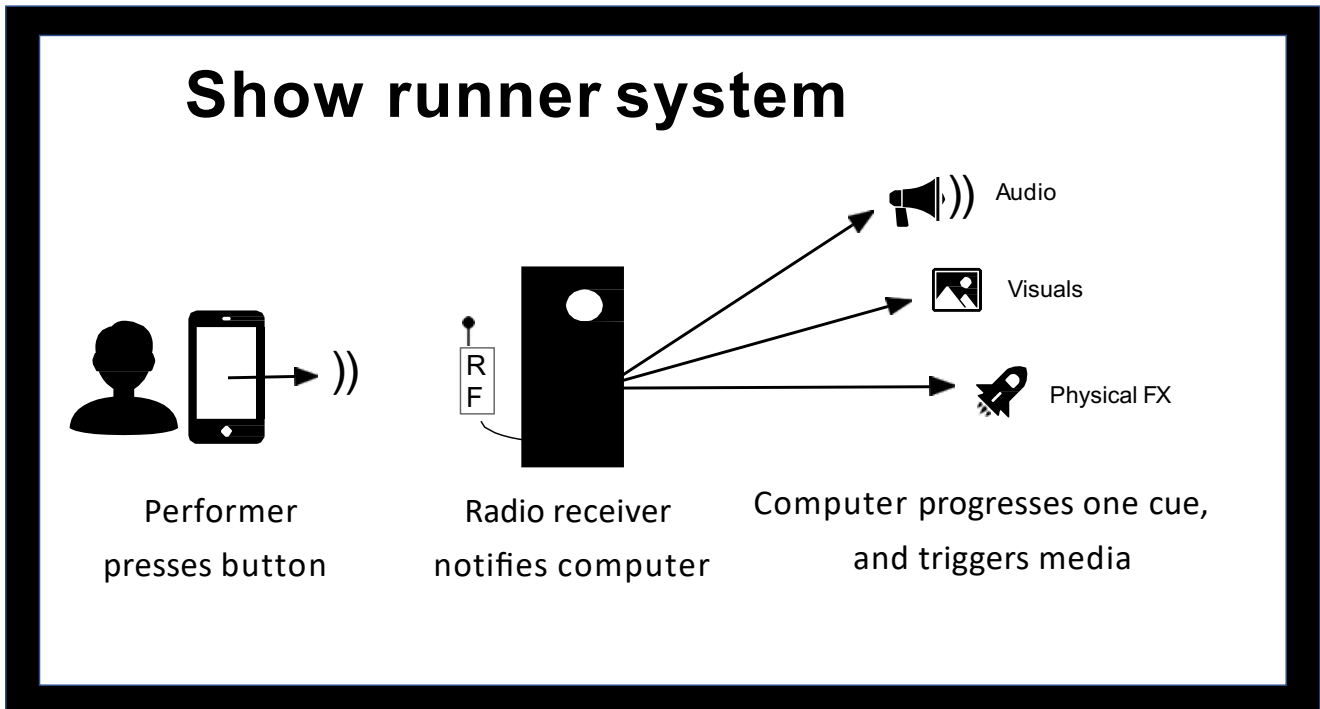 Show runner system
Audio
Visuals
R
F
Physical FX
Performer
presses button
Radio receiver
notifies computer
Computer progresses one cue,
and triggers media